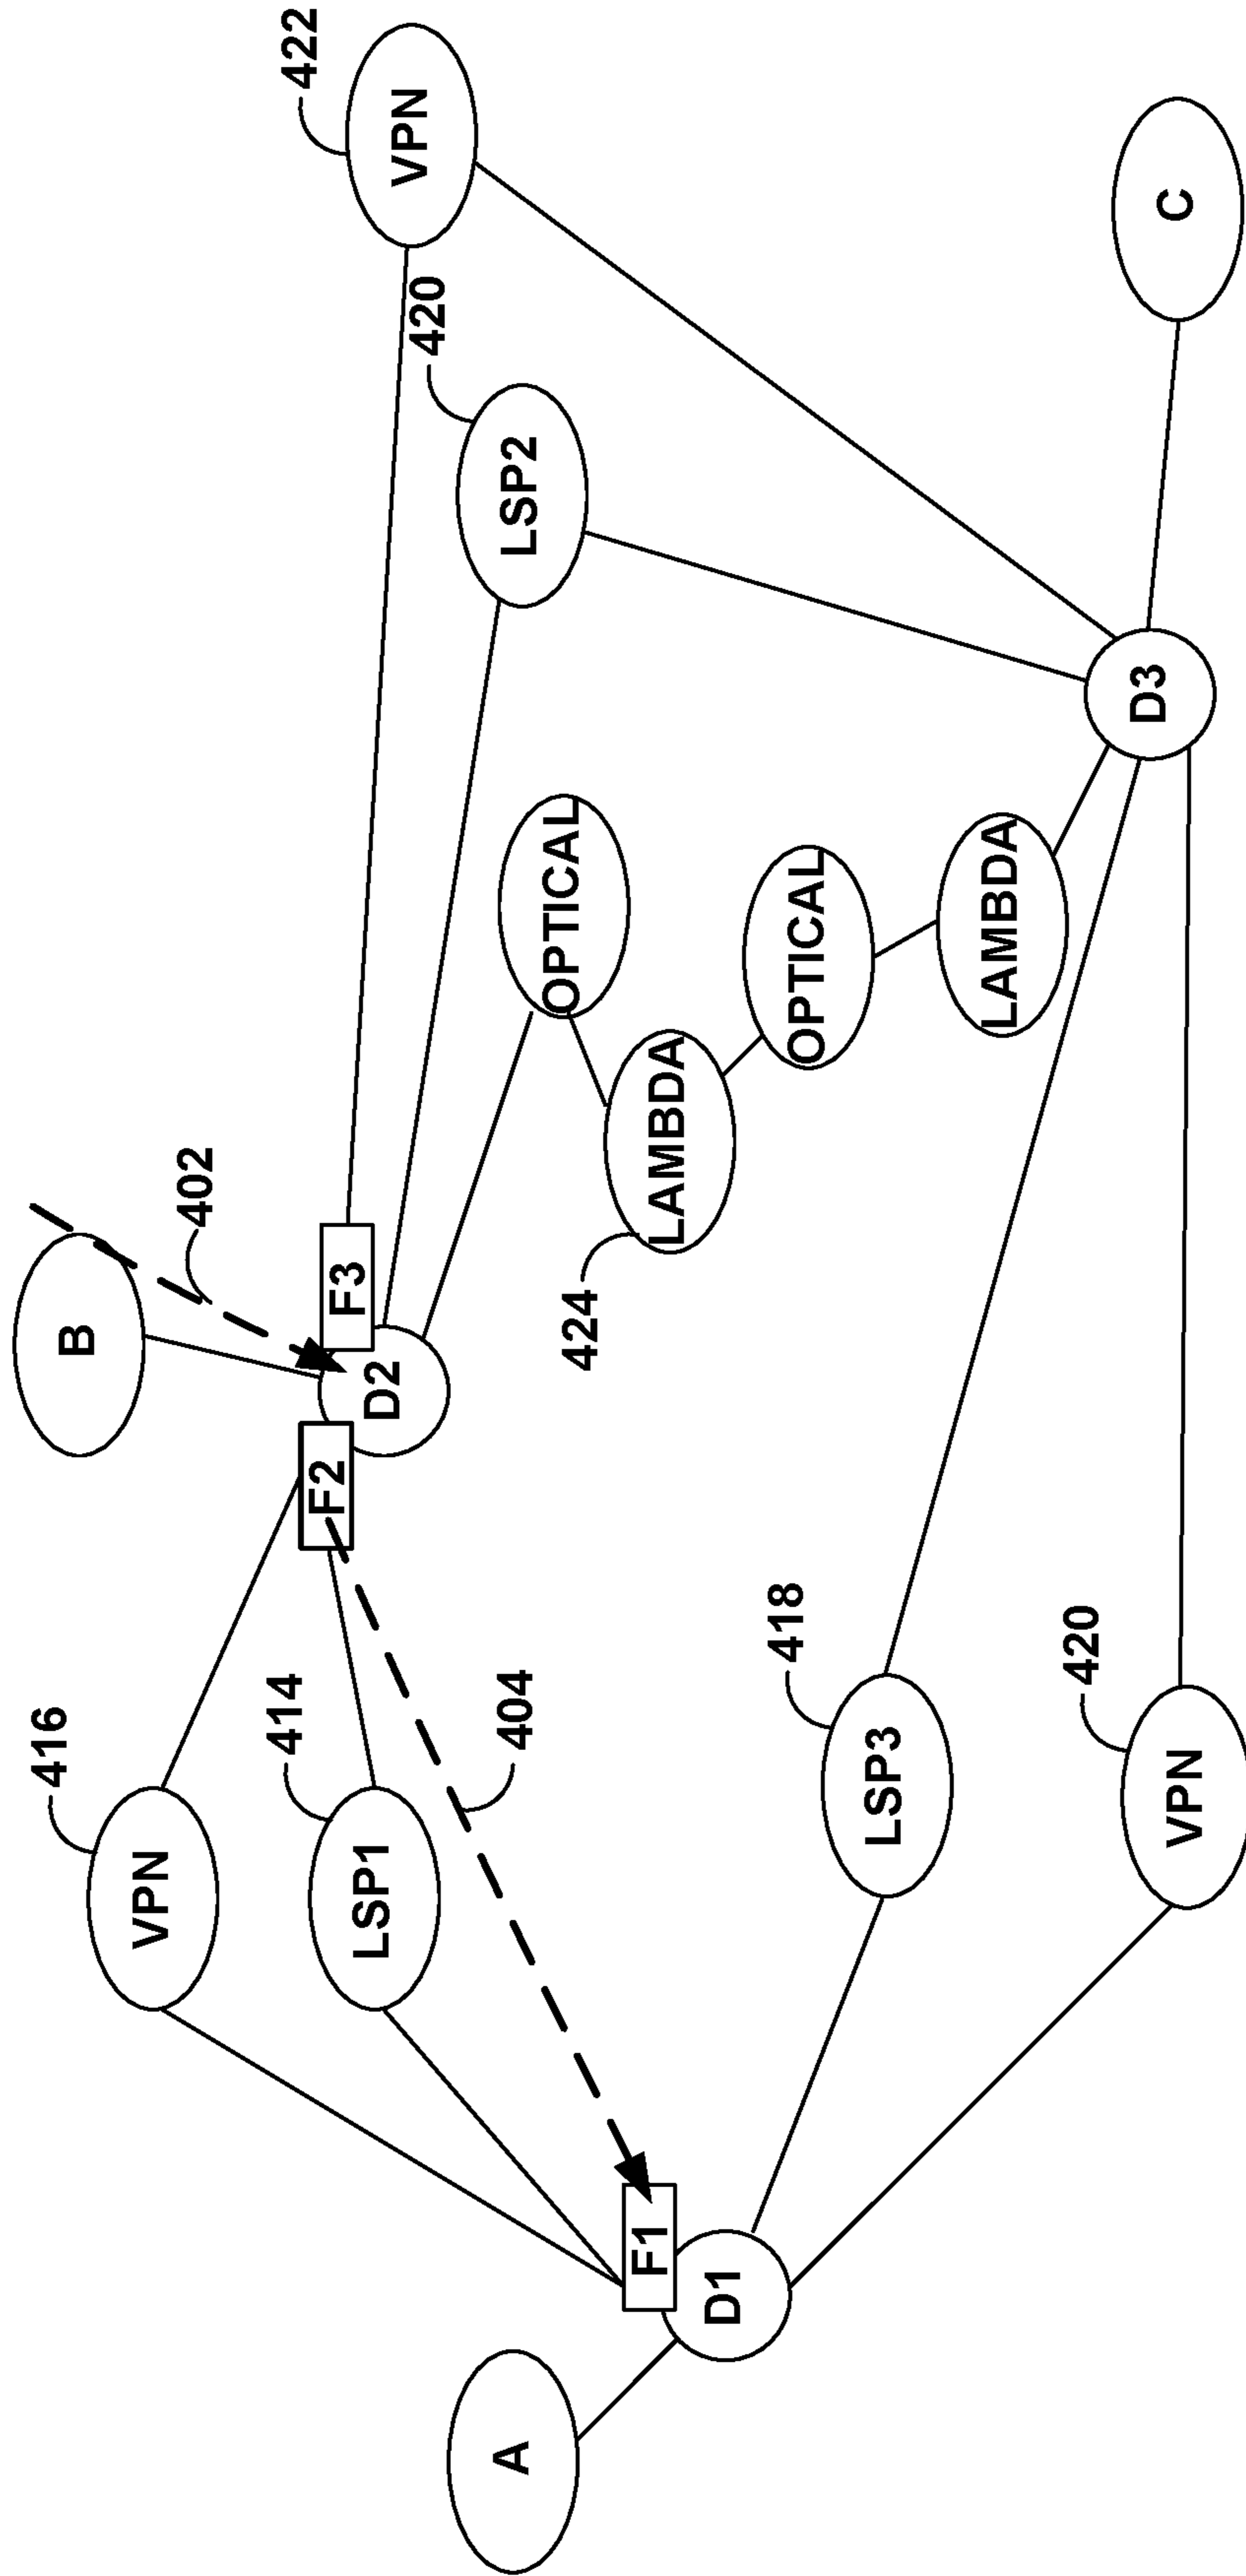 416
B
VPN
402
414
422
F2
F3
LSP1
D2
VPN
420
A
404
LSP2
OPTICAL
424
F1
LAMBDA
D1
418
OPTICAL
LSP3
LAMBDA
420
D3
C
VPN